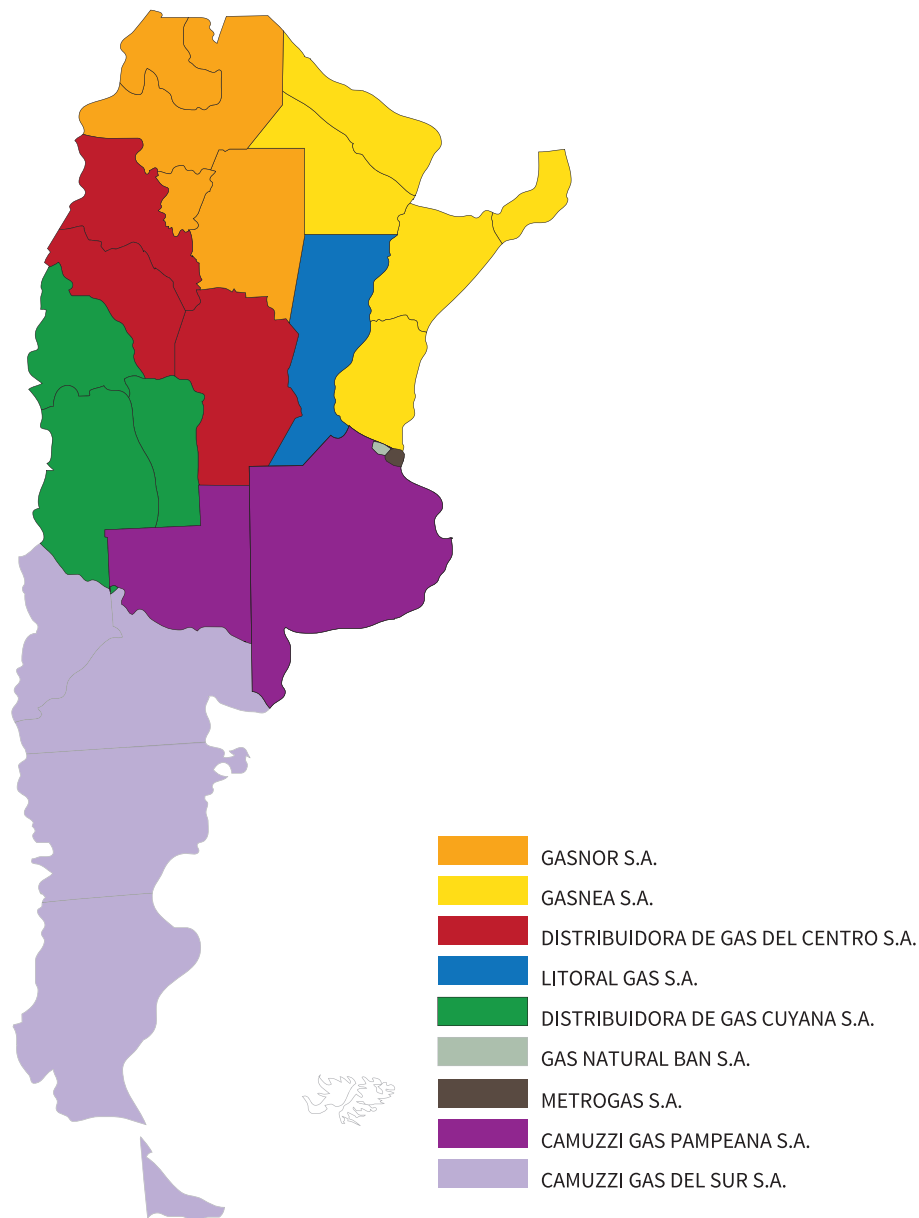 GASNOR S.A.
GASNEA S.A.
DISTRIBUIDORA DE GAS DEL CENTRO S.A.
LITORAL GAS S.A.
DISTRIBUIDORA DE GAS CUYANA S.A.
GAS NATURAL BAN S.A.
METROGAS S.A.
CAMUZZI GAS PAMPEANA S.A.
CAMUZZI GAS DEL SUR S.A.